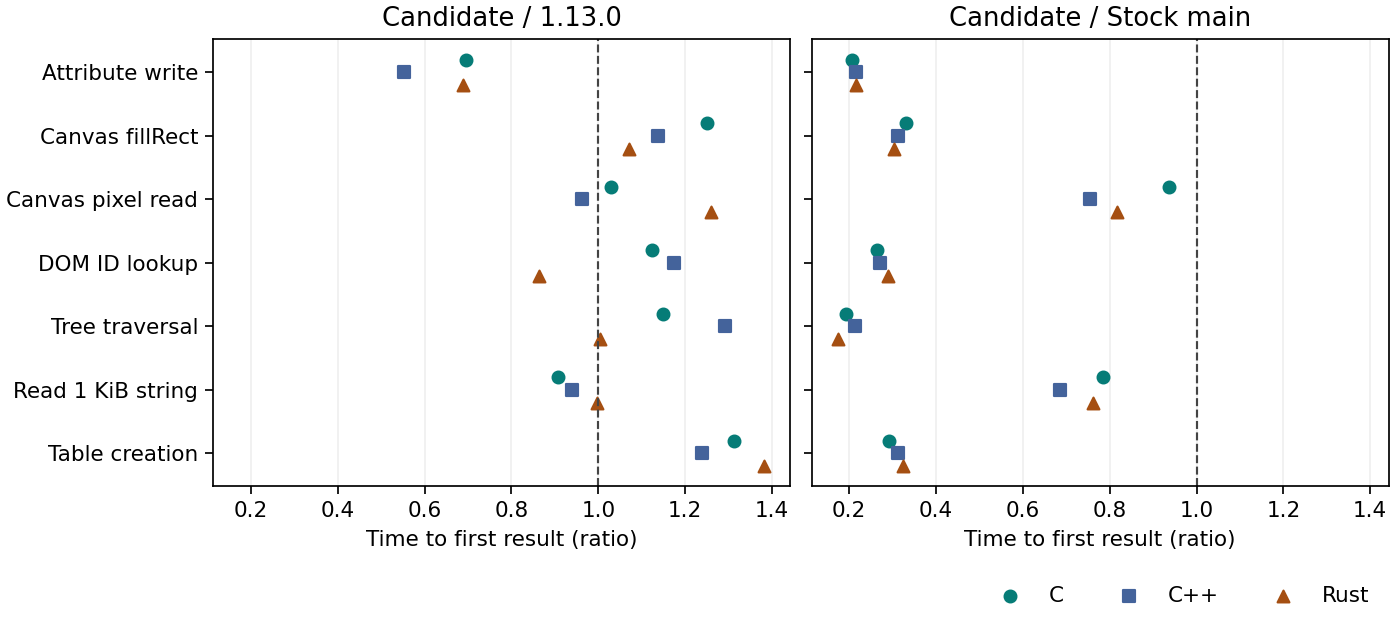 Candidate / 1.13.0
Candidate / Stock main
Attribute write
Canvas fillRect
Canvas pixel read
DOM ID lookup
Tree traversal
Read 1 KiB string
Table creation
0.2 0.4 0.6 0.8 1.0 1.2 1.4
0.2 0.4 0.6 0.8 1.0 1.2 1.4
Time to first result (ratio)
Time to first result (ratio)
C C++ Rust